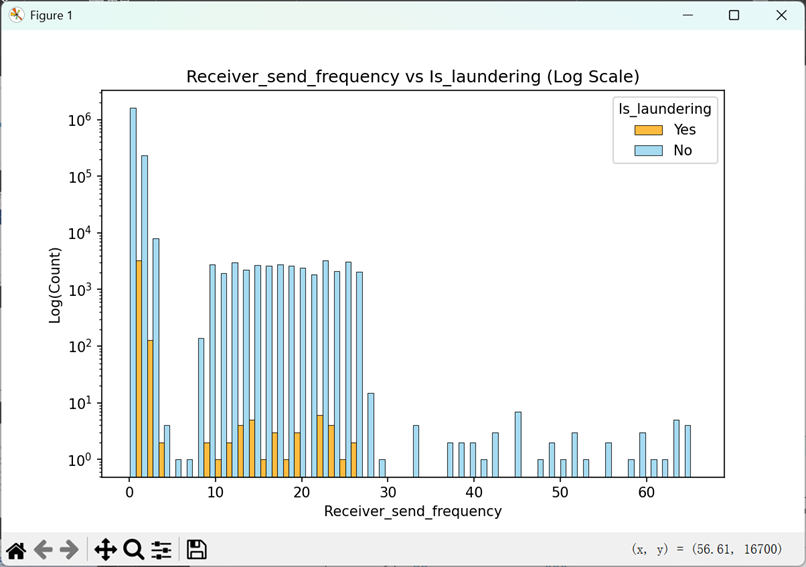 Figure 1
Receiver_send_frequency vs Is_laundering (Log Scale)
Is_laundering
Yes
No
10⁶
10⁵
10⁴
10³
10²
10¹
10⁰
Log(Count)
0 10 20 30 40 50 60
Receiver_send_frequency
(x, y) = (56.61, 16700)